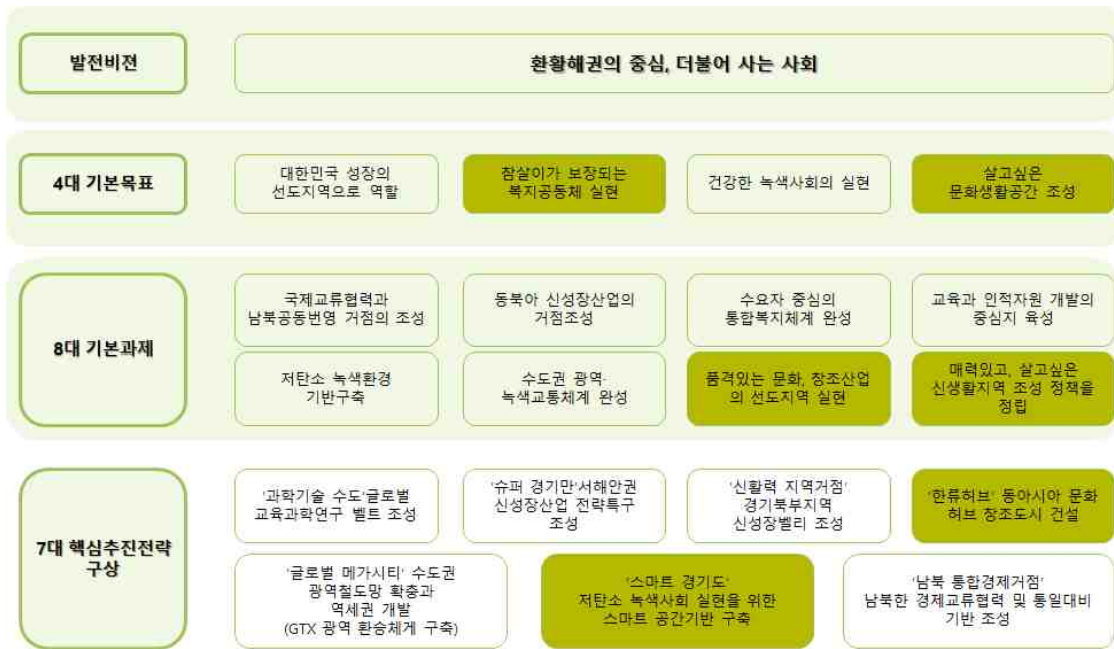 발전비젼
환황해권의 중심, 더불어 사는 사회
4대 기본목표
대한민국 성장의
선도지역으로 역할
참살이가 보장되는
복지공동체 실현
건강한 녹색사회의 실현
살고싶은
문화생활공간 조성
8대 기본과제
국제교류협력과
남북공동번영 거점의 조성
동북아 신성장산업의
거점조성
수요자 중심의
통합복지체계 완성
교육과 인적자원 개발의
중심지 육성
저탄소 녹색환경
기반구축
수도권 광역·
녹색교통체계 완성
품격있는 문화, 창조산업
의 선도지역 실현
매력있고, 살고싶은
신생활지역 조성 정책을
정립
7대 핵심추진전략
구상
'과학기술 수도'글로벌
교육과학연구 벨트 조성
'슈퍼 경기만'서해안권
신성장산업 전략특구
조성
'신활력 지역거점'
경기북부지역
신성장벨리 조성
'한류허브' 동아시아 문화
허브 창조도시 건설
'글로벌 메가시티' 수도권
광역철도망 확충과
역세권 개발
(GTX 광역 환승체게 구축)
'스마트 경기도'
저탄소 녹색사회 실현을 위한
스마트 공간기반 구축
'남북 통합경제거점'
남북한 경제교류협력 및 통일대비
기반 조성